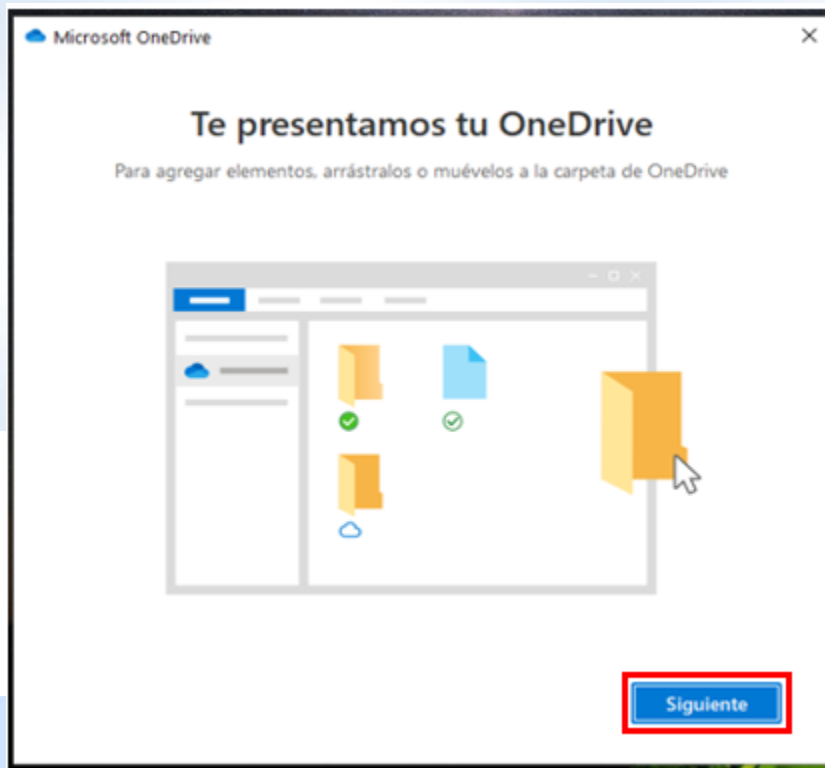 Microsoft OneDrive
Te presentamos tu OneDrive
Para agregar elementos, arrástralos o muévelos a la carpeta de OneDrive
Siguiente